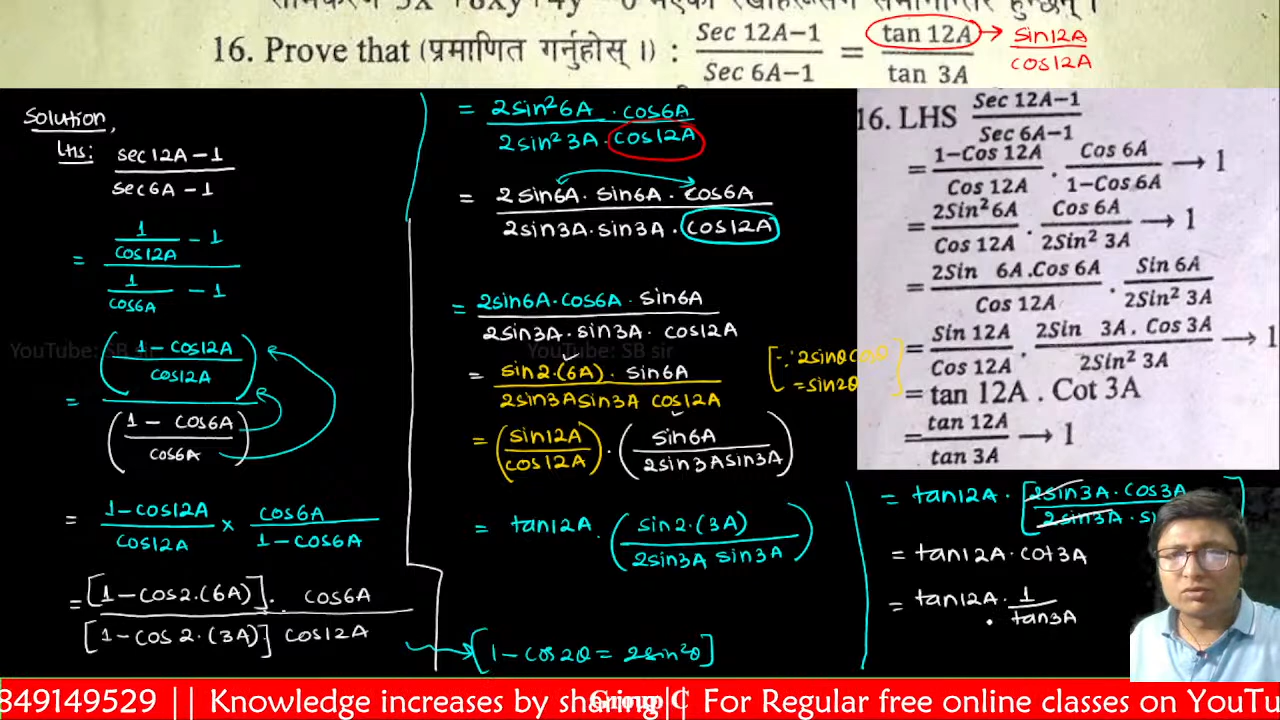 16. Prove that (प्रमाणित गर्नुहोस् ।) : Sec 12A−1 / Sec 6A−1 = tan 12A / tan 3A → sin12A / cos12A
Solution,
Lhs: sec12A − 1 / sec6A − 1
= (1/cos12A − 1) / (1/cos6A − 1)
= (1 − cos12A / cos12A) / (1 − cos6A / cos6A)
= 1−cos12A / cos12A × cos6A / 1−cos6A
= [1−cos2.(6A)] . cos6A / [1−cos2.(3A)] cos12A
= 2sin²6A . cos6A / 2sin²3A . cos12A
= 2sin6A . sin6A . cos6A / 2sin3A . sin3A . cos12A
= 2sin6A . cos6A . sin6A / 2sin3A . sin3A . cos12A
= sin2.(6A) . sin6A / 2sin3A sin3A cos12A
[∵ 2sinθcosθ
= sin2θ]
= (sin12A / cos12A) . (sin6A / 2sin3A sin3A)
= tan12A . (sin2.(3A) / 2sin3A sin3A)
[1−cos2θ = 2sin²θ]
16. LHS Sec 12A−1 / Sec 6A−1
= 1−Cos 12A / Cos 12A . Cos 6A / 1−Cos 6A → 1
= 2Sin²6A / Cos 12A . Cos 6A / 2Sin² 3A → 1
= 2Sin 6A .Cos 6A / Cos 12A . Sin 6A / 2Sin² 3A
= Sin 12A / Cos 12A . 2Sin 3A . Cos 3A / 2Sin² 3A → 1
= tan 12A . Cot 3A
= tan 12A / tan 3A → 1
= tan12A . [2sin3A . cos3A / 2sin3A .
= tan12A . cot3A
= tan12A . 1 / tan3A
YouTube: SB sir
YouTube: SB sir
849149529 || Knowledge increases by sharing || For Regular free online classes on YouTu
Group C